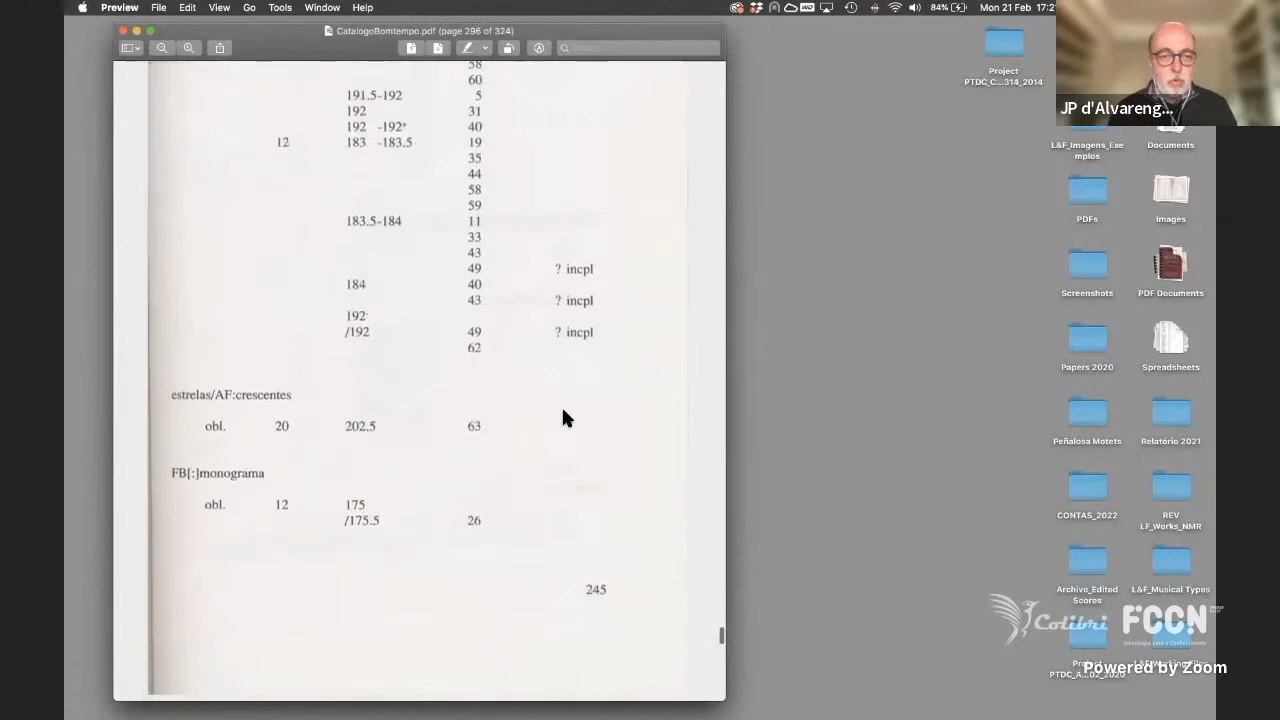 Preview File Edit View Go Tools Window Help
84% Mon 21 Feb 17:2
CatalogoBomtempo.pdf (page 296 of 324)
58
60
191.5-192 5
192 31
192 -192+ 40
12 183 -183.5 19
35
44
58
59
183.5-184 11
33
43
49 ? incpl
184 40
43 ? incpl
192
/192 49 ? incpl
62
estrelas/AF:crescentes
obl. 20 202.5 63
FB[:]monograma
obl. 12 175
/175.5 26
245
Project
PTDC_C...314_2014
JP d'Alvareng...
L&F_Imagens_Exe
mplos
Documents
PDFs
Images
Screenshots
PDF Documents
Papers 2020
Spreadsheets
Peñalosa Motets
Relatório 2021
CONTAS_2022
REV
LF_Works_NMR
Archive_Edited
Scores
L&F_Musical Types
Colibri
FCCN
PTDC_A...02_2020
Powered by Zoom